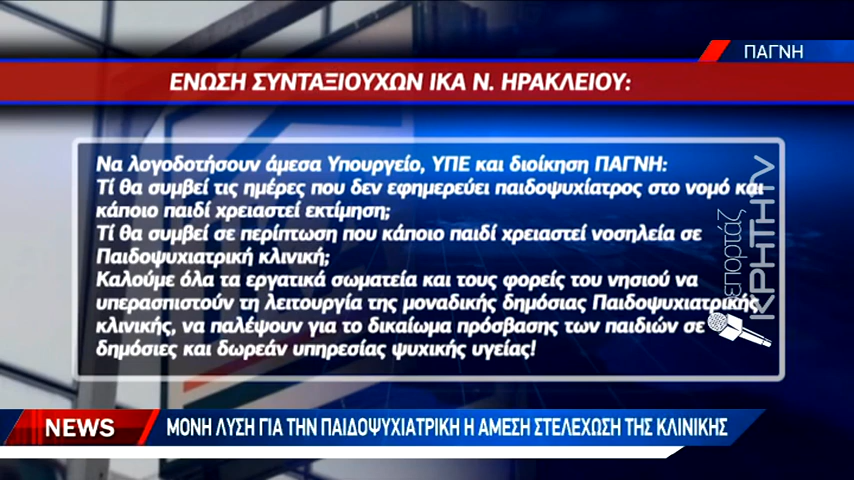 ΠΑΓΝΗ
ΕΝΩΣΗ ΣΥΝΤΑΞΙΟΥΧΩΝ ΙΚΑ Ν. ΗΡΑΚΛΕΙΟΥ:
Να λογοδοτήσουν άμεσα Υπουργείο, ΥΠΕ και διοίκηση ΠΑΓΝΗ:
Τί θα συμβεί τις ημέρες που δεν εφημερεύει παιδοψυχίατρος στο νομό και
κάποιο παιδί χρειαστεί εκτίμηση;
Τί θα συμβεί σε περίπτωση που κάποιο παιδί χρειαστεί νοσηλεία σε
Παιδοψυχιατρική κλινική;
Καλούμε όλα τα εργατικά σωματεία και τους φορείς του νησιού να
υπερασπιστούν τη λειτουργία της μοναδικής δημόσιας Παιδοψυχιατρικής
κλινικής, να παλέψουν για το δικαίωμα πρόσβασης των παιδιών σε
δημόσιες και δωρεάν υπηρεσίας ψυχικής υγείας!
ρεπορτάζ
ΚΡΗΤΗTV
NEWS
ΜΟΝΗ ΛΥΣΗ ΓΙΑ ΤΗΝ ΠΑΙΔΟΨΥΧΙΑΤΡΙΚΗ Η ΑΜΕΣΗ ΣΤΕΛΕΧΩΣΗ ΤΗΣ ΚΛΙΝΙΚΗΣ